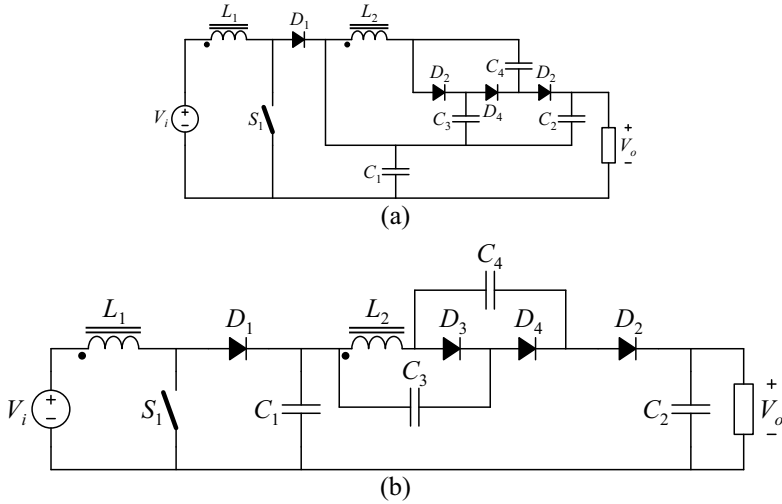 L1 D1 L2
D2 C4 D2
Vi + − S1 C3 D4 C2 + Vo −
C1
(a)
C4
L1 D1 L2 D3 D4 D2
C3
Vi + − S1 C1 C2 + Vo −
(b)